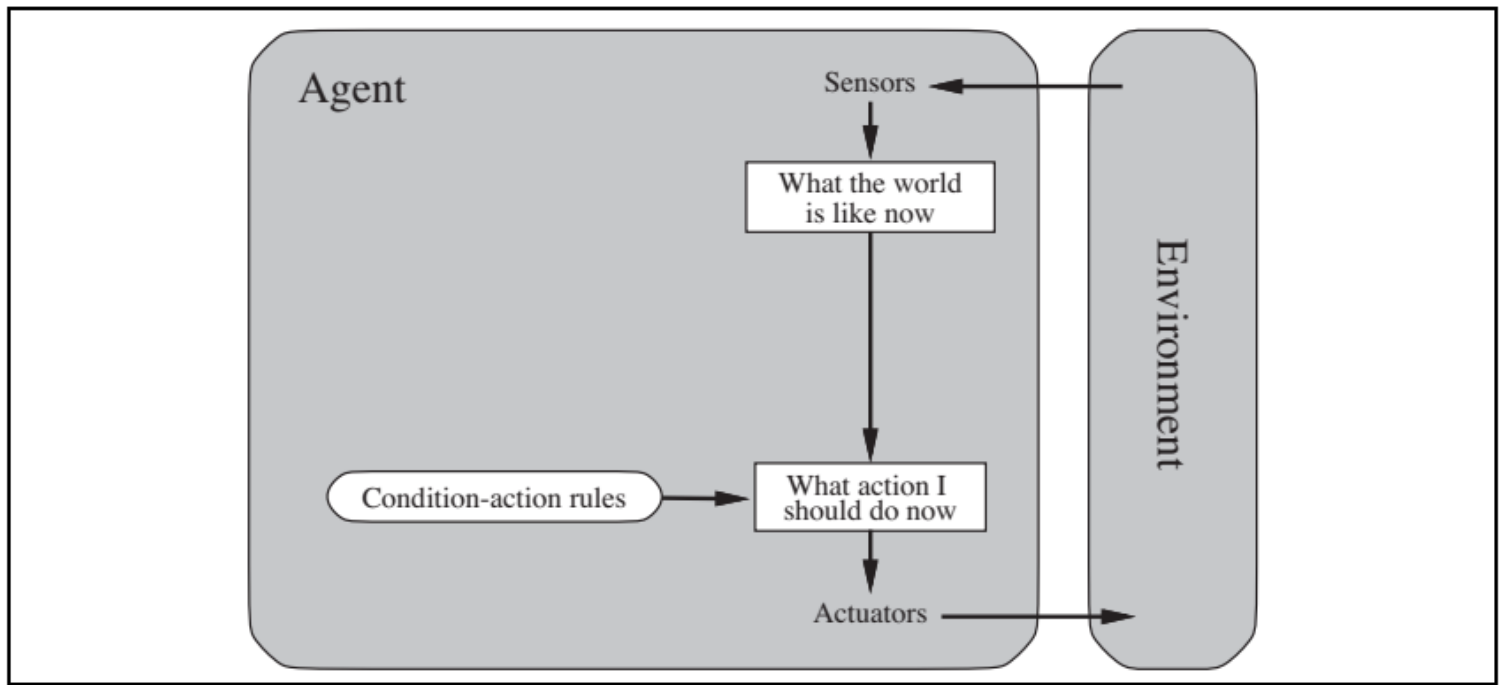 Agent
Sensors
What the world
is like now
Environment
Condition-action rules
What action I
should do now
Actuators